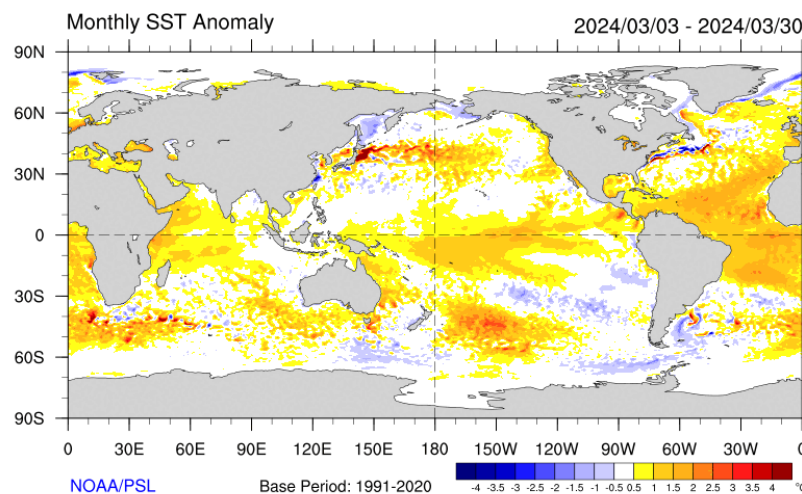 Monthly SST Anomaly 2024/03/03 - 2024/03/30
90N
60N
30N
0
30S
60S
90S
0 30E 60E 90E 120E 150E 180 150W 120W 90W 60W 30W 0
NOAA/PSL Base Period: 1991-2020
-4 -3.5 -3 -2.5 -2 -1.5 -1 -0.5 0.5 1 1.5 2 2.5 3 3.5 4